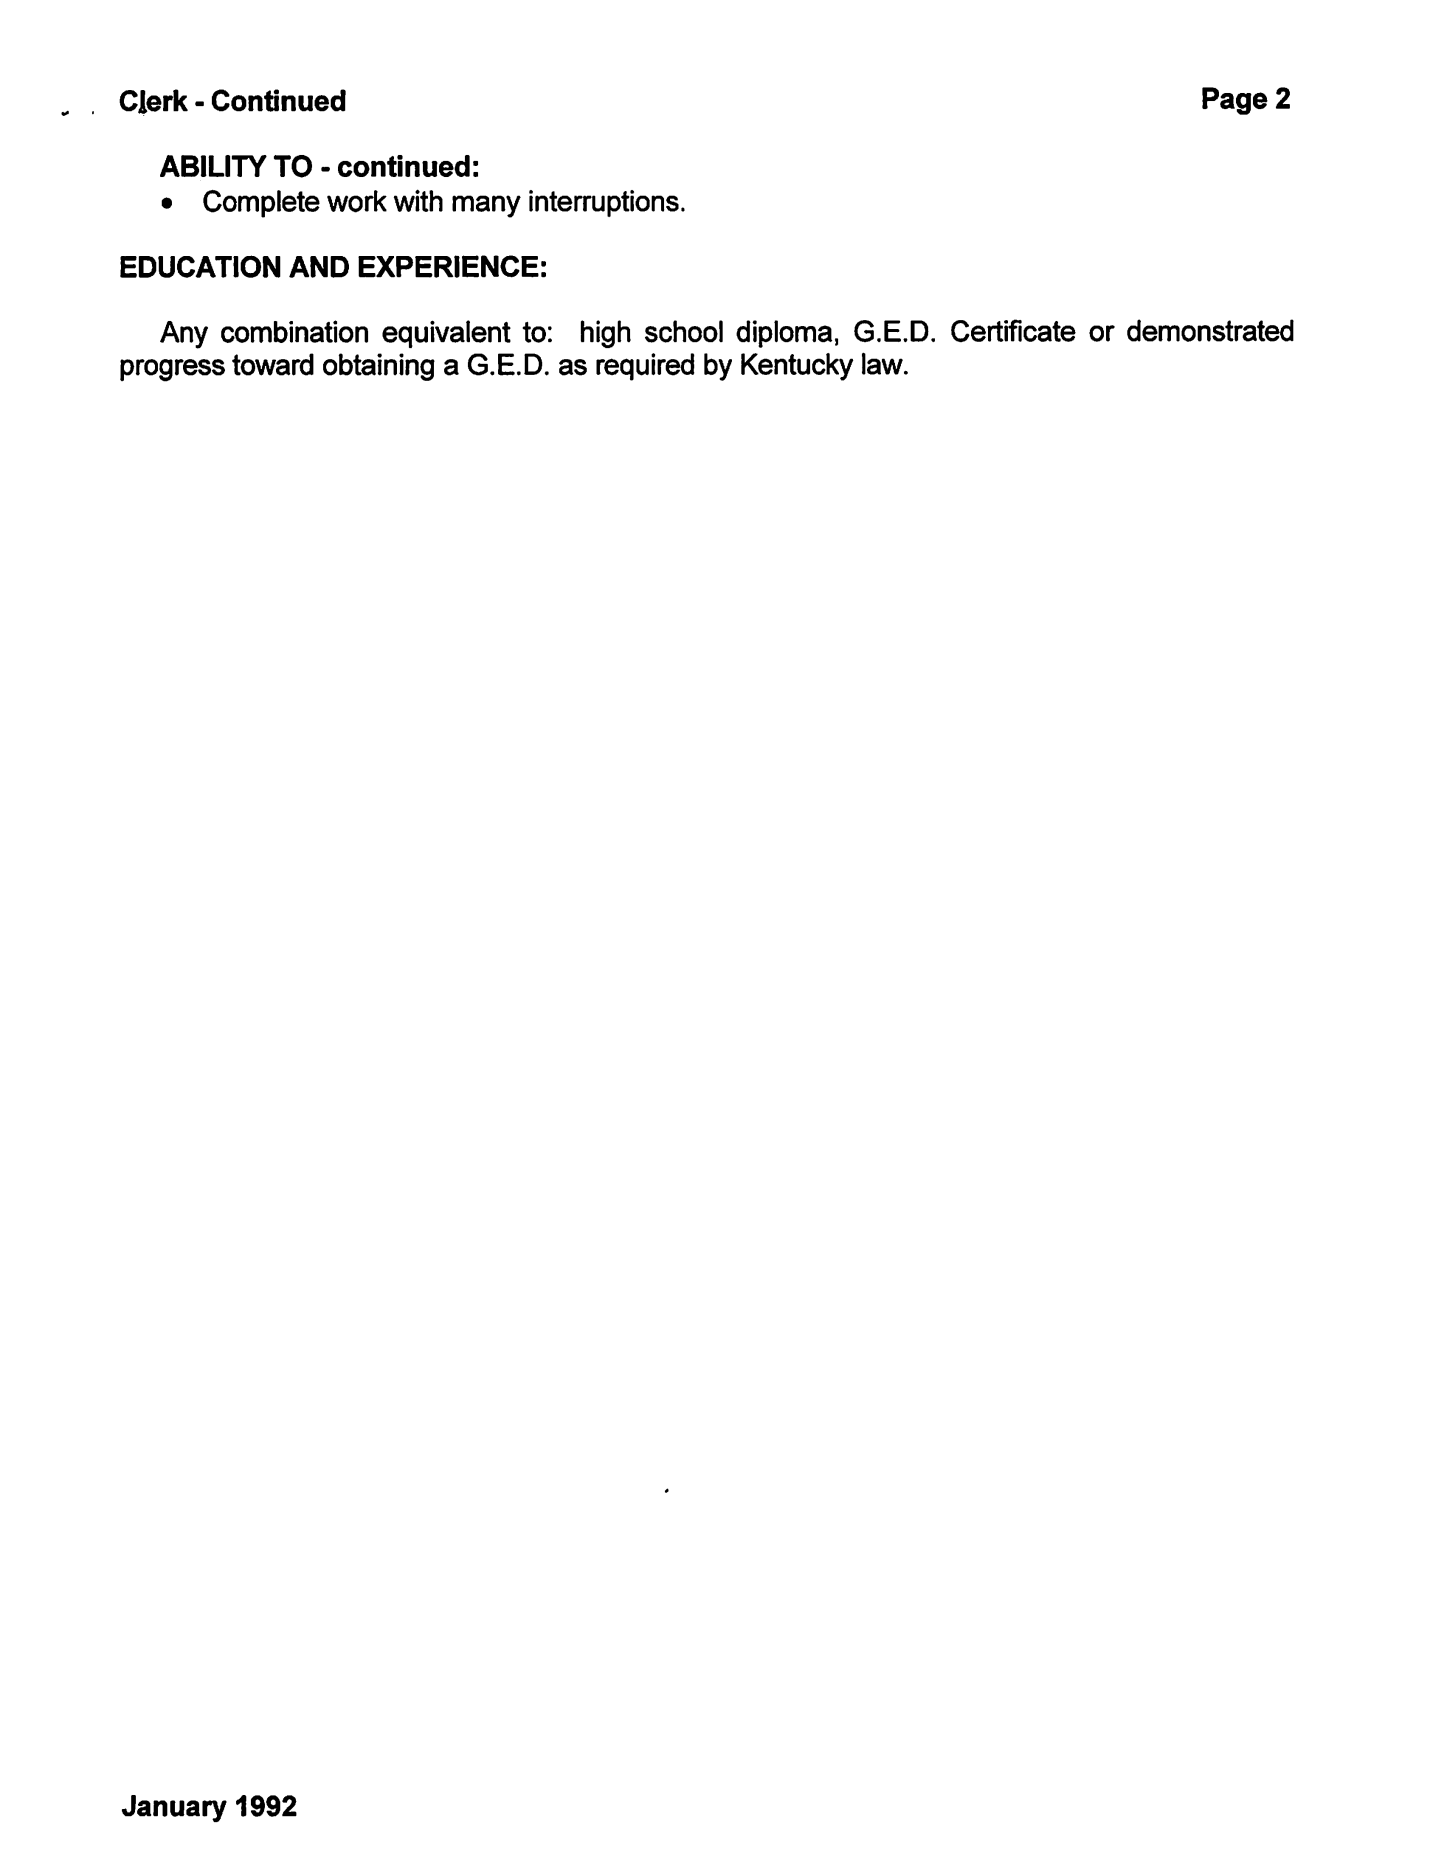 Clerk - Continued Page 2
ABILITY TO - continued:
• Complete work with many interruptions.
EDUCATION AND EXPERIENCE:
Any combination equivalent to: high school diploma, G.E.D. Certificate or demonstrated
progress toward obtaining a G.E.D. as required by Kentucky law.
January 1992